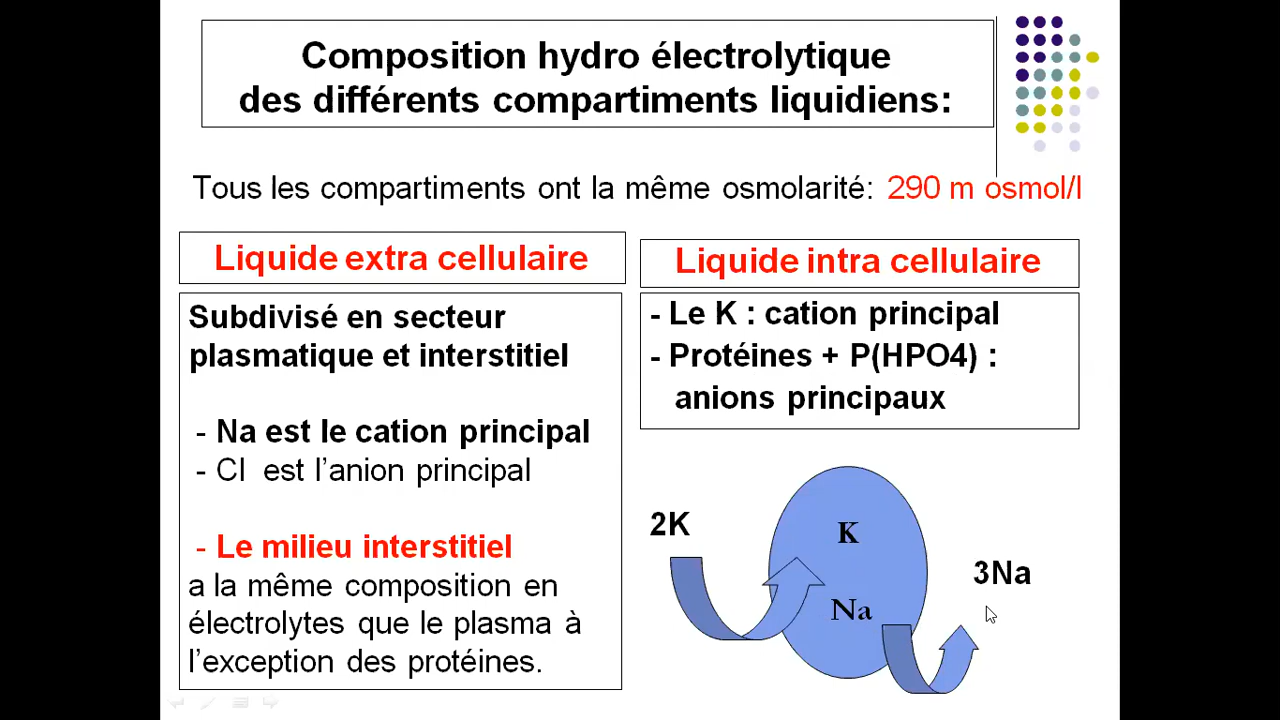 Composition hydro électrolytique
des différents compartiments liquidiens:
Tous les compartiments ont la même osmolarité: 290 m osmol/l
Liquide extra cellulaire
Subdivisé en secteur
plasmatique et interstitiel
- Na est le cation principal
- Cl est l’anion principal
- Le milieu interstitiel
a la même composition en
électrolytes que le plasma à
l’exception des protéines.
Liquide intra cellulaire
- Le K : cation principal
- Protéines + P(HPO4) :
anions principaux
2K
K
3Na
Na